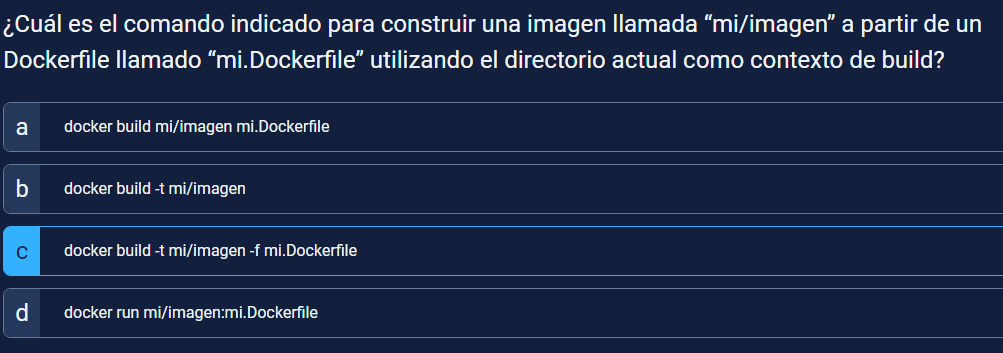 ¿Cuál es el comando indicado para construir una imagen llamada “mi/imagen” a partir de un
Dockerfile llamado “mi.Dockerfile” utilizando el directorio actual como contexto de build?
a docker build mi/imagen mi.Dockerfile
b docker build -t mi/imagen
c docker build -t mi/imagen -f mi.Dockerfile
d docker run mi/imagen:mi.Dockerfile